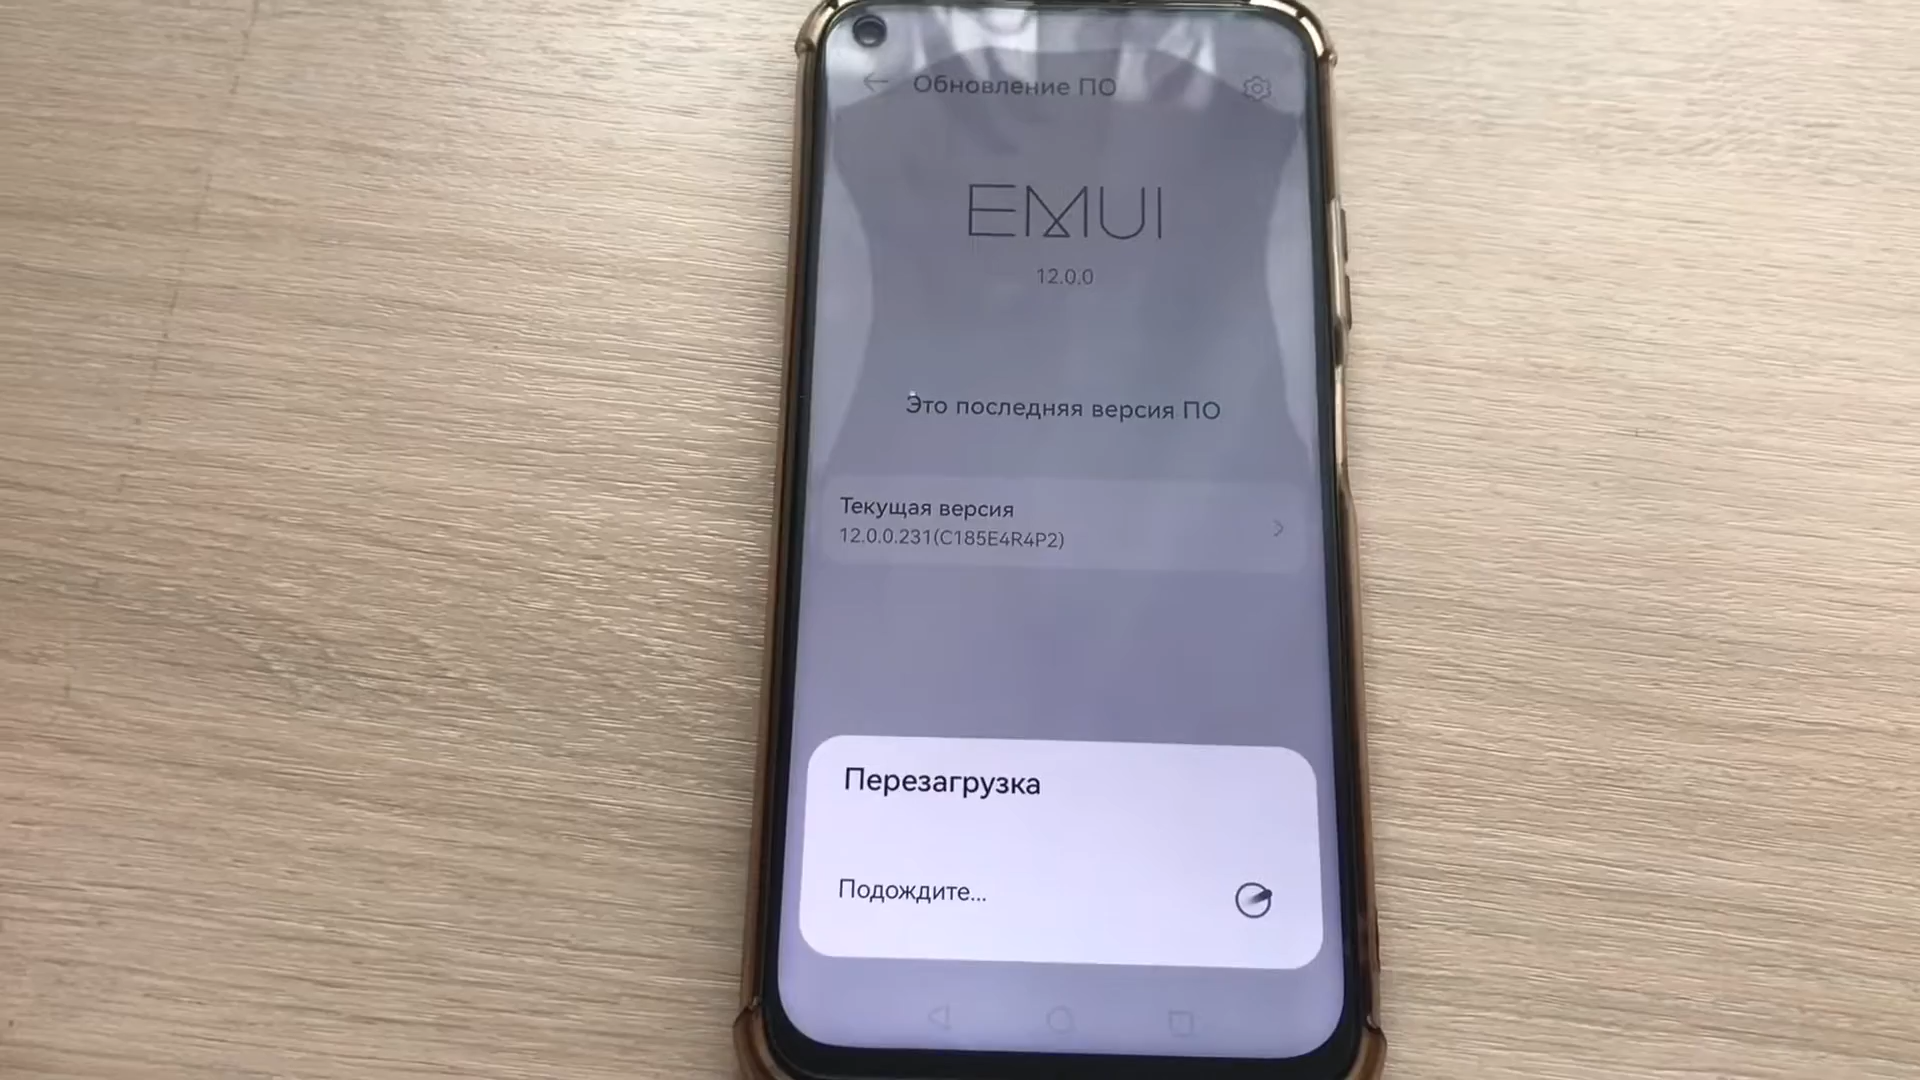 Обновление ПО
EMUI
12.0.0
Это последняя версия ПО
Текущая версия
12.0.0.231(C185E4R4P2)
Перезагрузка
Подождите...